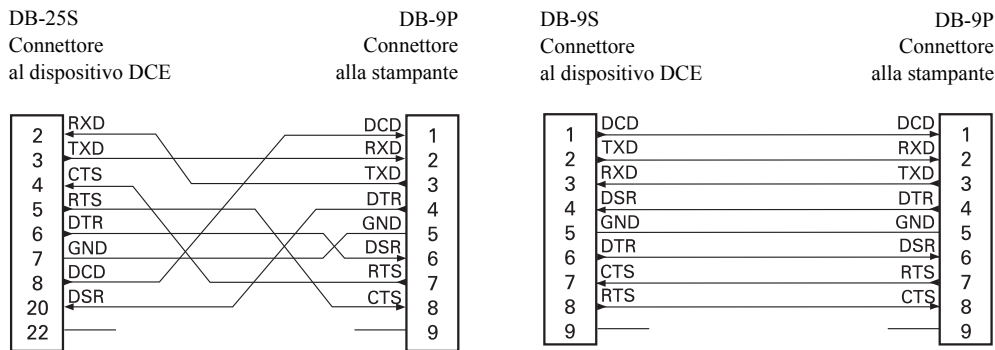 DB-25S DB-9P
Connettore Connettore
al dispositivo DCE alla stampante
2 RXD DCD 1
3 TXD RXD 2
4 CTS TXD 3
5 RTS DTR 4
6 DTR GND 5
7 GND DSR 6
8 DCD RTS 7
20 DSR CTS 8
22 9
DB-9S DB-9P
Connettore Connettore
al dispositivo DCE alla stampante
1 DCD DCD 1
2 TXD RXD 2
3 RXD TXD 3
4 DSR DTR 4
5 GND GND 5
6 DTR DSR 6
7 CTS RTS 7
8 RTS CTS 8
9 9